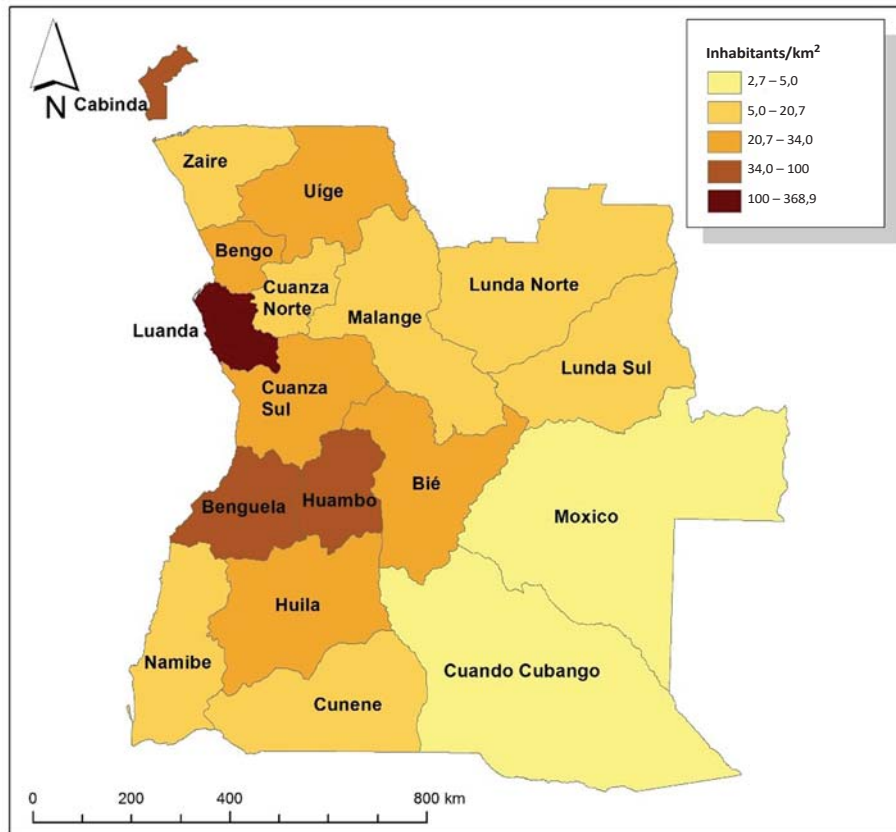 Inhabitants/km²
2,7 – 5,0
5,0 – 20,7
20,7 – 34,0
34,0 – 100
100 – 368,9
N
Cabinda
Zaire
Uíge
Bengo
Cuanza
Norte
Luanda
Malange
Lunda Norte
Lunda Sul
Cuanza
Sul
Benguela
Huambo
Bié
Moxico
Huila
Namibe
Cunene
Cuando Cubango
0 200 400 800 km